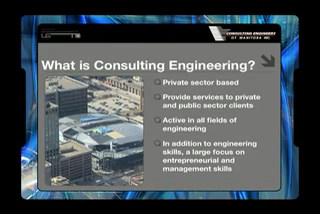 CONSULTING ENGINEERS
OF MANITOBA INC
What is Consulting Engineering?
Private sector based
Provide services to private
and public sector clients
Active in all fields of
engineering
In addition to engineering
skills, a large focus on
entrepreneurial and
management skills